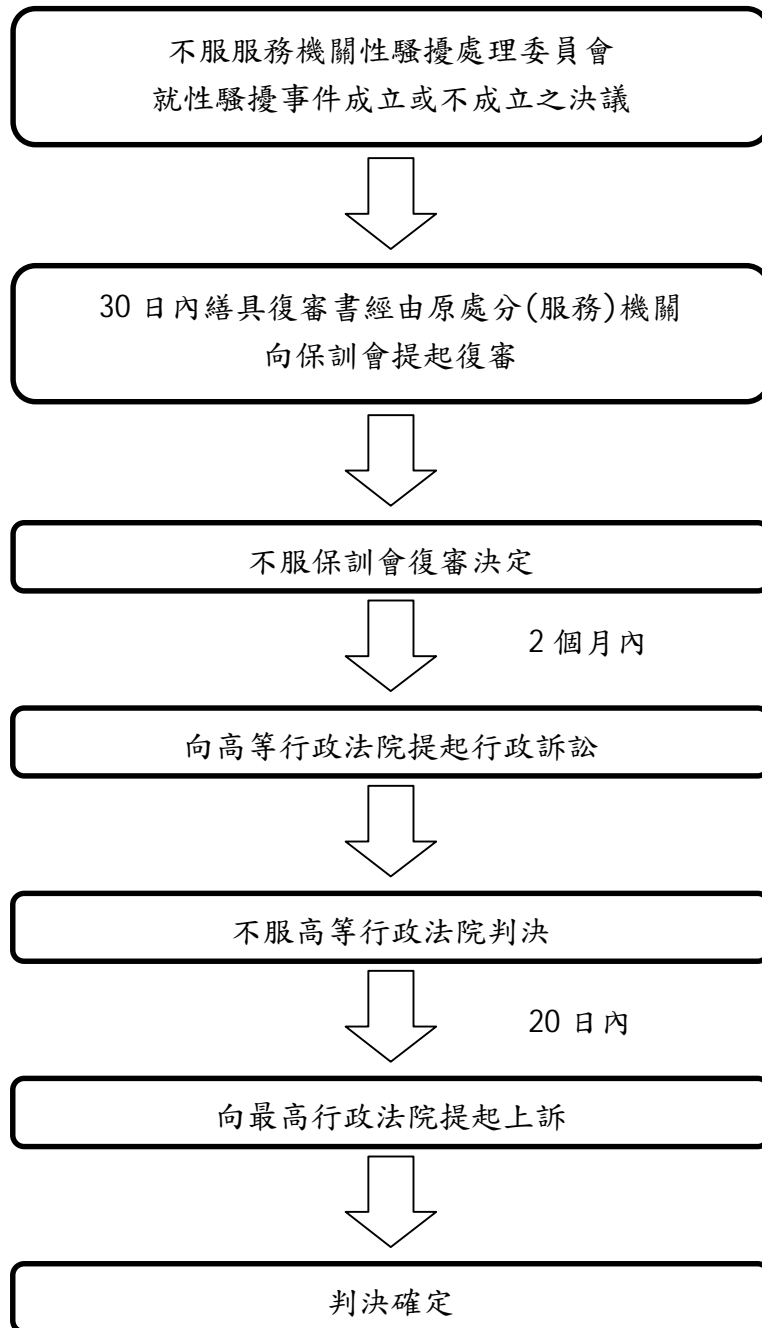 不服服務機關性騷擾處理委員會
就性騷擾事件成立或不成立之決議
30 日內繕具復審書經由原處分(服務)機關
向保訓會提起復審
不服保訓會復審決定
2 個月內
向高等行政法院提起行政訴訟
不服高等行政法院判決
20 日內
向最高行政法院提起上訴
判決確定